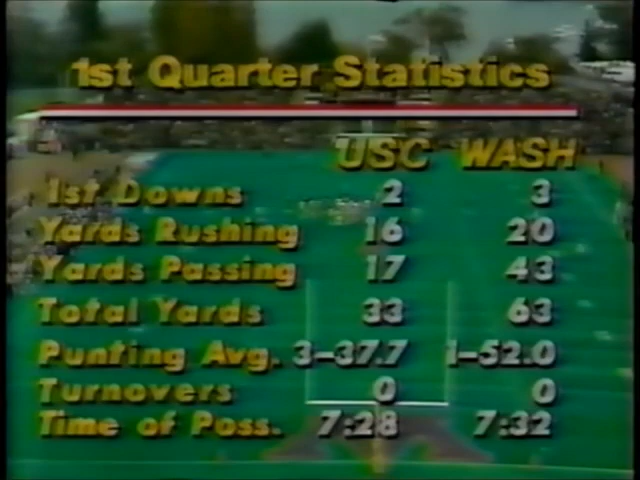 1st Quarter Statistics
USC WASH
1st Downs 2 3
Yards Rushing 16 20
Yards Passing 17 43
Total Yards 33 63
Punting Avg. 3-37.7 1-52.0
Turnovers 0 0
Time of Poss. 7:28 7:32